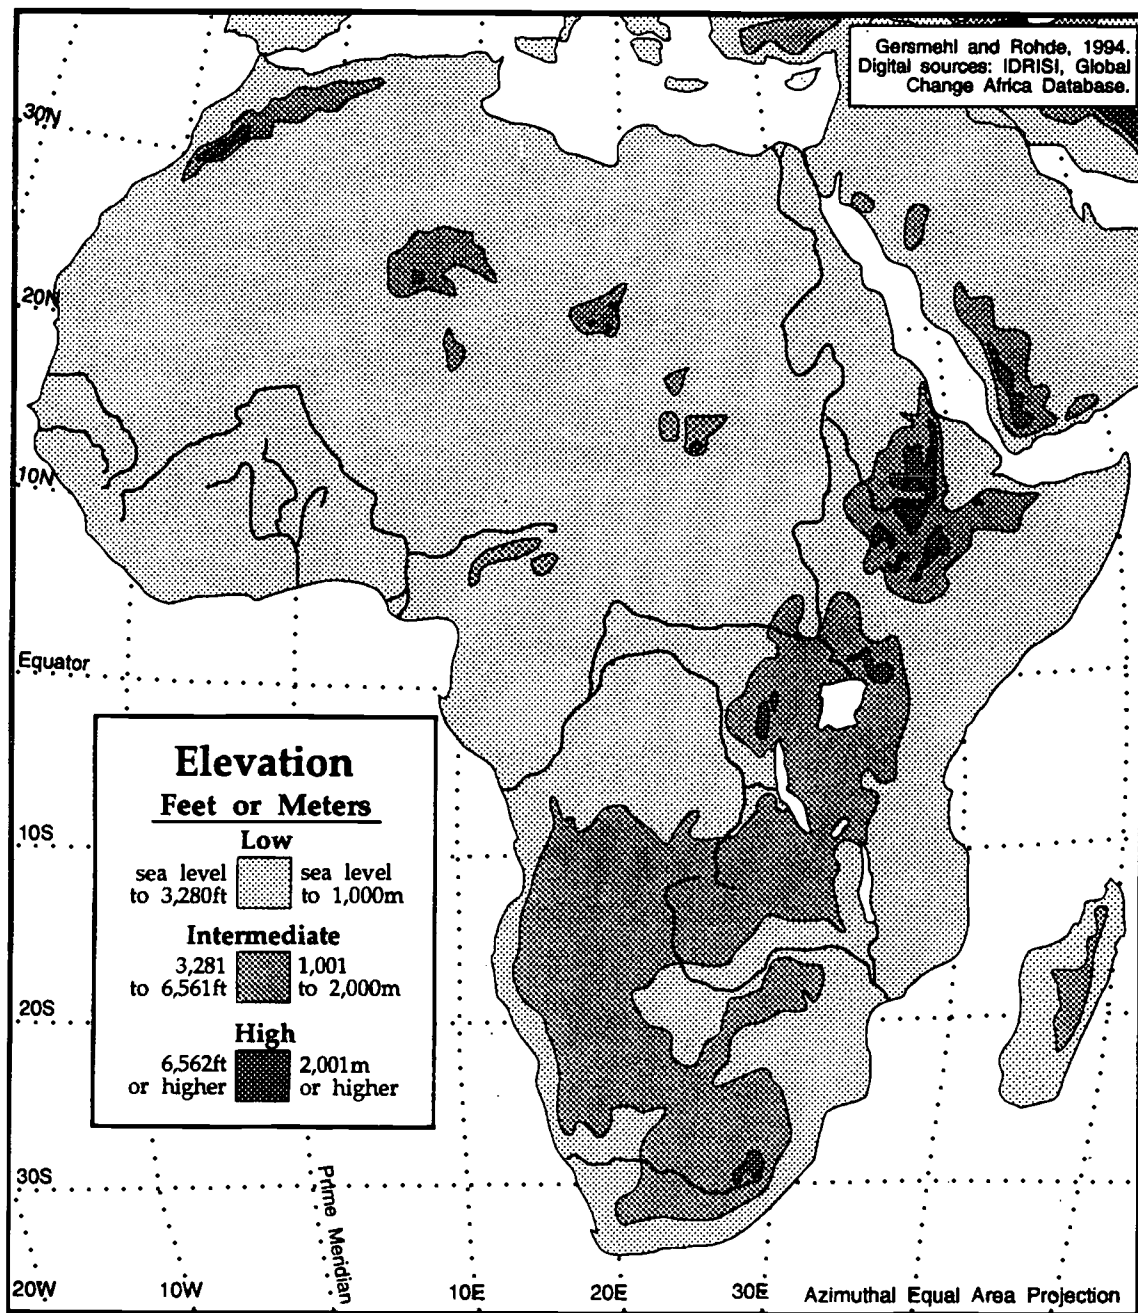 Gersmehl and Rohde, 1994.
Digital sources: IDRISI, Global
Change Africa Database.
30N
20N
10N
Equator
10S
20S
30S
Elevation
Feet or Meters
Low
sea level to 3,280ft
sea level to 1,000m
Intermediate
3,281 to 6,561ft
1,001 to 2,000m
High
6,562ft or higher
2,001m or higher
Prime Meridian
20W
10W
10E
20E
30E
Azimuthal Equal Area Projection